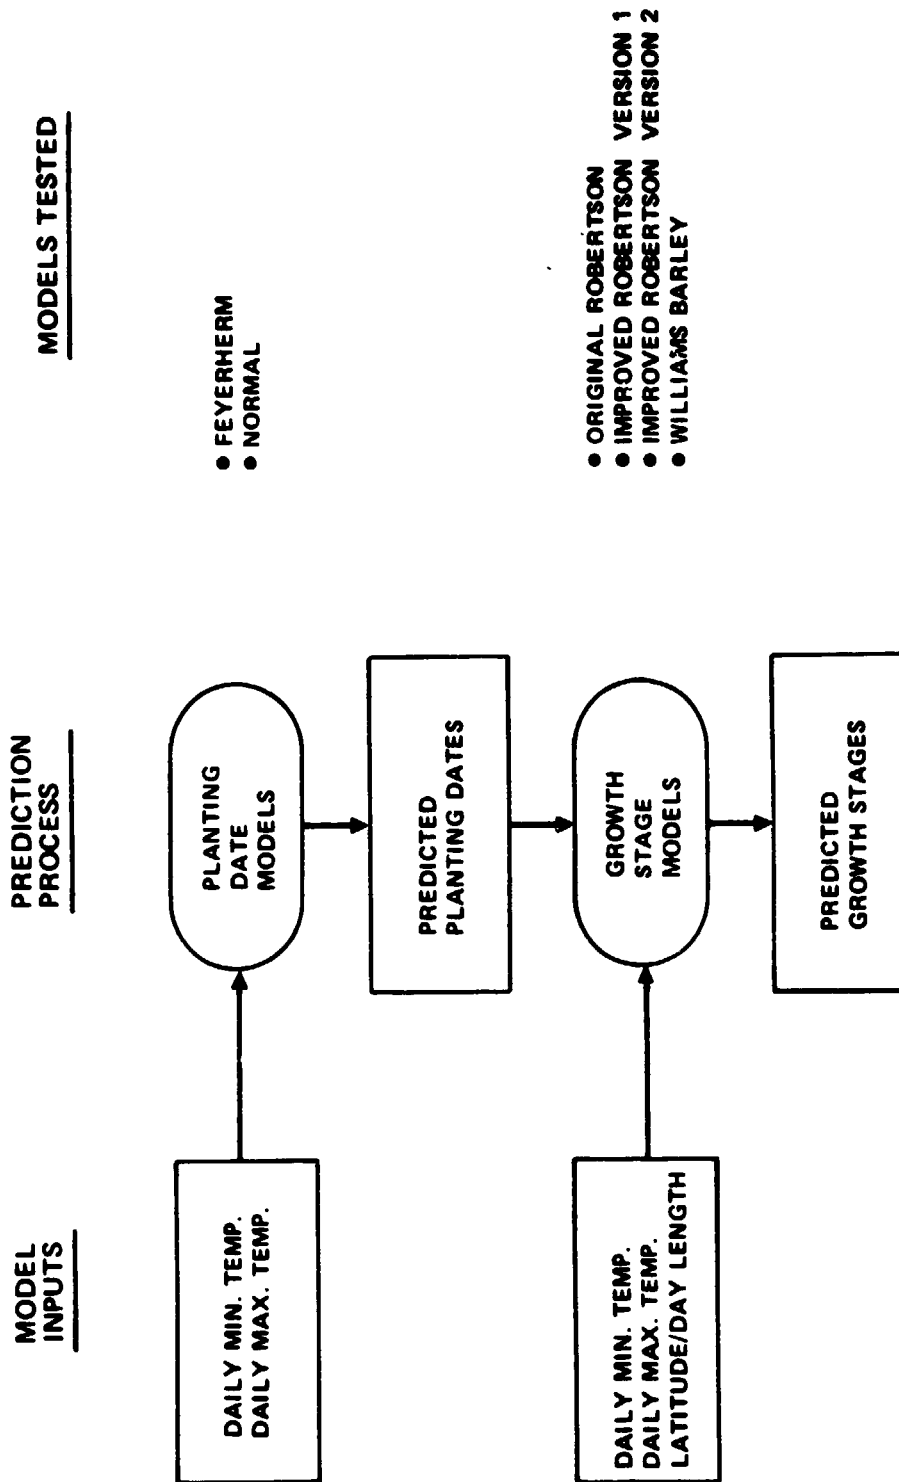 MODEL
INPUTS
PREDICTION
PROCESS
MODELS TESTED
DAILY MIN. TEMP.
DAILY MAX. TEMP.
PLANTING
DATE
MODELS
● FEYERHERM
● NORMAL
PREDICTED
PLANTING DATES
DAILY MIN. TEMP.
DAILY MAX. TEMP.
LATITUDE/DAY LENGTH
GROWTH
STAGE
MODELS
● ORIGINAL ROBERTSON
● IMPROVED ROBERTSON VERSION 1
● IMPROVED ROBERTSON VERSION 2
● WILLIAMS BARLEY
PREDICTED
GROWTH STAGES